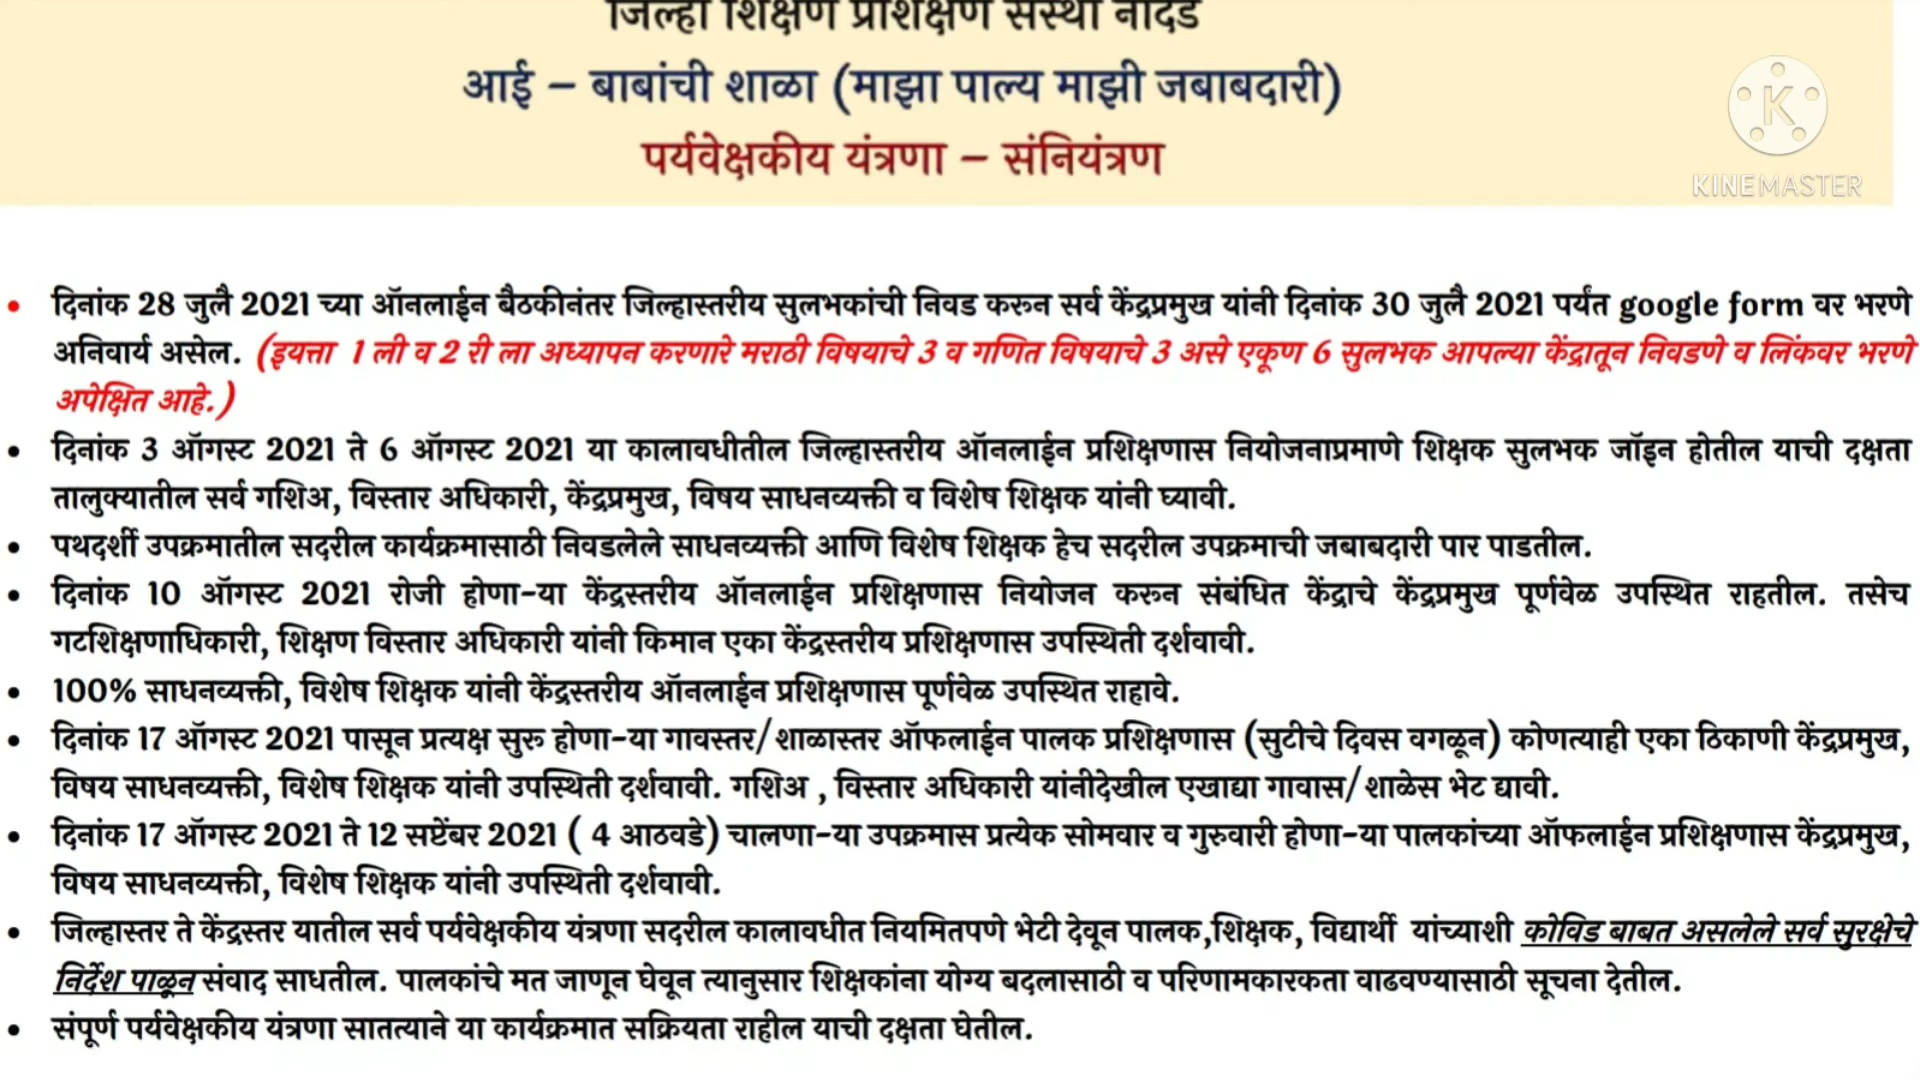 जिल्हा शिक्षण प्रशिक्षण संस्था नांदेड
आई – बाबांची शाळा (माझा पाल्य माझी जबाबदारी)
पर्यवेक्षकीय यंत्रणा – संनियंत्रण
K
KINEMASTER
• दिनांक 28 जुलै 2021 च्या ऑनलाईन बैठकीनंतर जिल्हास्तरीय सुलभकांची निवड करून सर्व केंद्रप्रमुख यांनी दिनांक 30 जुलै 2021 पर्यंत google form वर भरणे
अनिवार्य असेल. (इयत्ता 1 ली व 2 री ला अध्यापन करणारे मराठी विषयाचे 3 व गणित विषयाचे 3 असे एकूण 6 सुलभक आपल्या केंद्रातून निवडणे व लिंकवर भरणे
अपेक्षित आहे.)
• दिनांक 3 ऑगस्ट 2021 ते 6 ऑगस्ट 2021 या कालावधीतील जिल्हास्तरीय ऑनलाईन प्रशिक्षणास नियोजनाप्रमाणे शिक्षक सुलभक जॉइन होतील याची दक्षता
तालुक्यातील सर्व गशिअ, विस्तार अधिकारी, केंद्रप्रमुख, विषय साधनव्यक्ती व विशेष शिक्षक यांनी घ्यावी.
• पथदर्शी उपक्रमातील सदरील कार्यक्रमासाठी निवडलेले साधनव्यक्ती आणि विशेष शिक्षक हेच सदरील उपक्रमाची जबाबदारी पार पाडतील.
• दिनांक 10 ऑगस्ट 2021 रोजी होणा-या केंद्रस्तरीय ऑनलाईन प्रशिक्षणास नियोजन करून संबंधित केंद्राचे केंद्रप्रमुख पूर्णवेळ उपस्थित राहतील. तसेच
गटशिक्षणाधिकारी, शिक्षण विस्तार अधिकारी यांनी किमान एका केंद्रस्तरीय प्रशिक्षणास उपस्थिती दर्शवावी.
• 100% साधनव्यक्ती, विशेष शिक्षक यांनी केंद्रस्तरीय ऑनलाईन प्रशिक्षणास पूर्णवेळ उपस्थित राहावे.
• दिनांक 17 ऑगस्ट 2021 पासून प्रत्यक्ष सुरू होणा-या गावस्तर/शाळास्तर ऑफलाईन पालक प्रशिक्षणास (सुटीचे दिवस वगळून) कोणत्याही एका ठिकाणी केंद्रप्रमुख,
विषय साधनव्यक्ती, विशेष शिक्षक यांनी उपस्थिती दर्शवावी. गशिअ , विस्तार अधिकारी यांनीदेखील एखाद्या गावास/शाळेस भेट द्यावी.
• दिनांक 17 ऑगस्ट 2021 ते 12 सप्टेंबर 2021 ( 4 आठवडे) चालणा-या उपक्रमास प्रत्येक सोमवार व गुरुवारी होणा-या पालकांच्या ऑफलाईन प्रशिक्षणास केंद्रप्रमुख,
विषय साधनव्यक्ती, विशेष शिक्षक यांनी उपस्थिती दर्शवावी.
• जिल्हास्तर ते केंद्रस्तर यातील सर्व पर्यवेक्षकीय यंत्रणा सदरील कालावधीत नियमितपणे भेटी देवून पालक,शिक्षक, विद्यार्थी यांच्याशी कोविड बाबत असलेले सर्व सुरक्षेचे
निर्देश पाळून संवाद साधतील. पालकांचे मत जाणून घेवून त्यानुसार शिक्षकांना योग्य बदलासाठी व परिणामकारकता वाढवण्यासाठी सूचना देतील.
• संपूर्ण पर्यवेक्षकीय यंत्रणा सातत्याने या कार्यक्रमात सक्रियता राहील याची दक्षता घेतील.